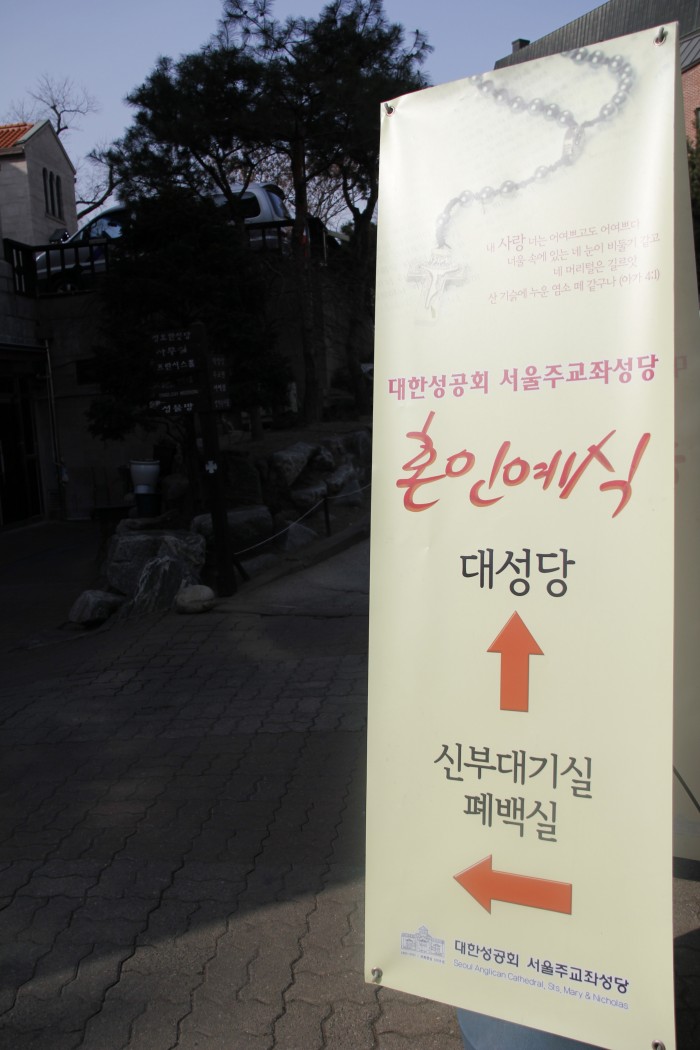 내 사랑 너는 어여쁘고도 어여쁘다
너울 속에 있는 네 눈이 비둘기 같고
네 머리털은 길르앗
산 기슭에 누운 염소 떼 같구나 (아가 4:1)
대한성공회 서울주교좌성당
혼인예식
대성당
신부대기실
폐백실
대한성공회 서울주교좌성당
Seoul Anglican Cathedral, Sts, Mary & Nicholas